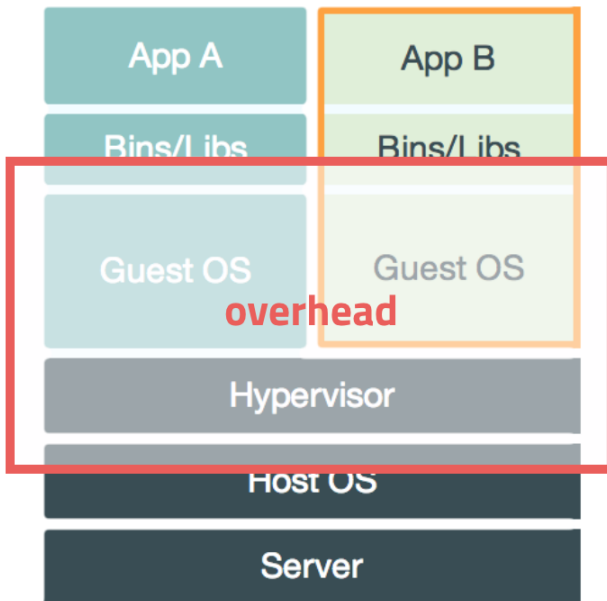 App A
App B
Bins/Libs
Bins/Libs
Guest OS
Guest OS
overhead
Hypervisor
Host OS
Server